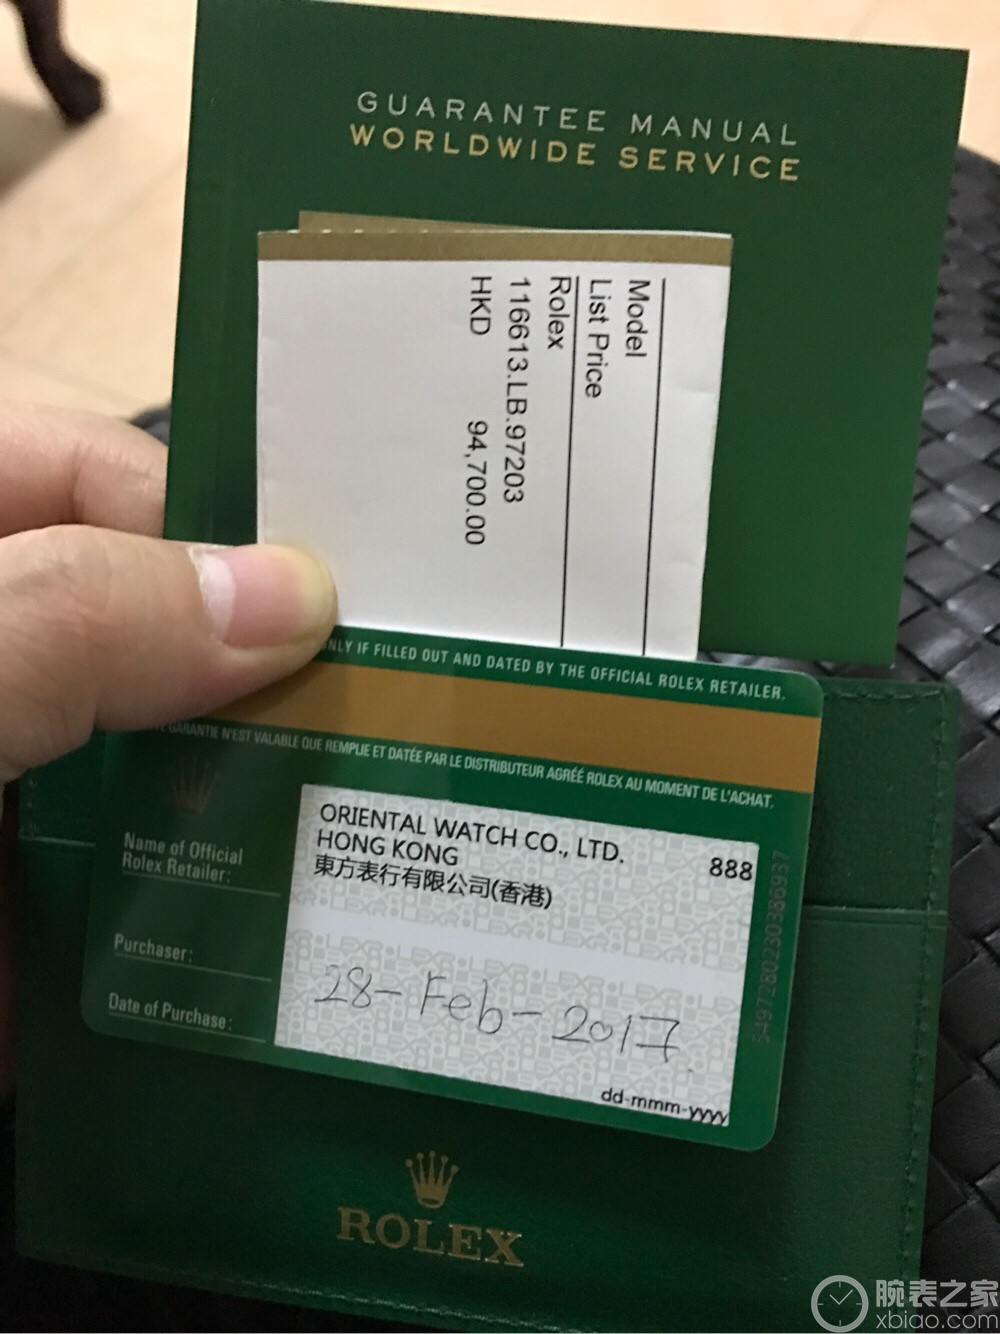 GUARANTEE MANUAL
WORLDWIDE SERVICE
Model
List Price
Rolex
116613.LB.97203
HKD 94,700.00
ONLY IF FILLED OUT AND DATED BY THE OFFICIAL ROLEX RETAILER.
GARANTIE N'EST VALABLE QUE REMPLIE ET DATÉE PAR LE DISTRIBUTEUR AGRÉÉ ROLEX AU MOMENT DE L'ACHAT.
Name of Official
Rolex Retailer:
ORIENTAL WATCH CO., LTD.
HONG KONG 888
東方表行有限公司(香港)
Purchaser:
Date of Purchase:
28-Feb-2017
dd-mmm-yyyy
ROLEX
腕表之家
xbiao.com